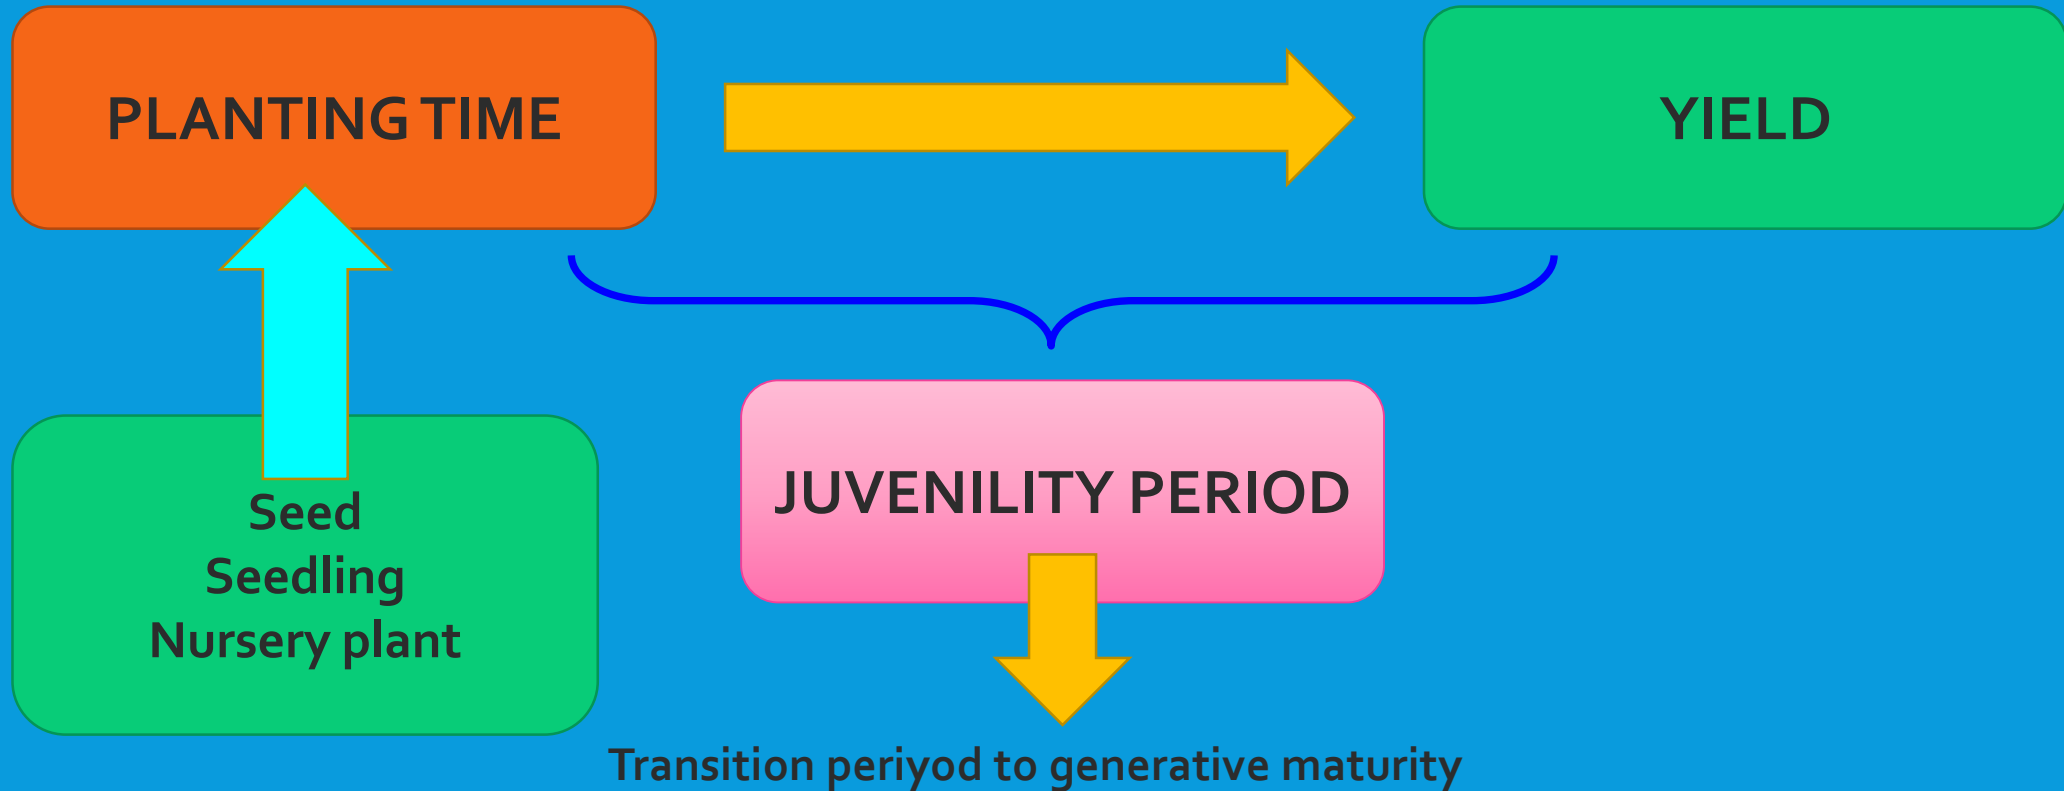 PLANTING TIME
YIELD
JUVENILITY PERIOD
Seed
Seedling
Nursery plant
Transition periyod to generative maturity